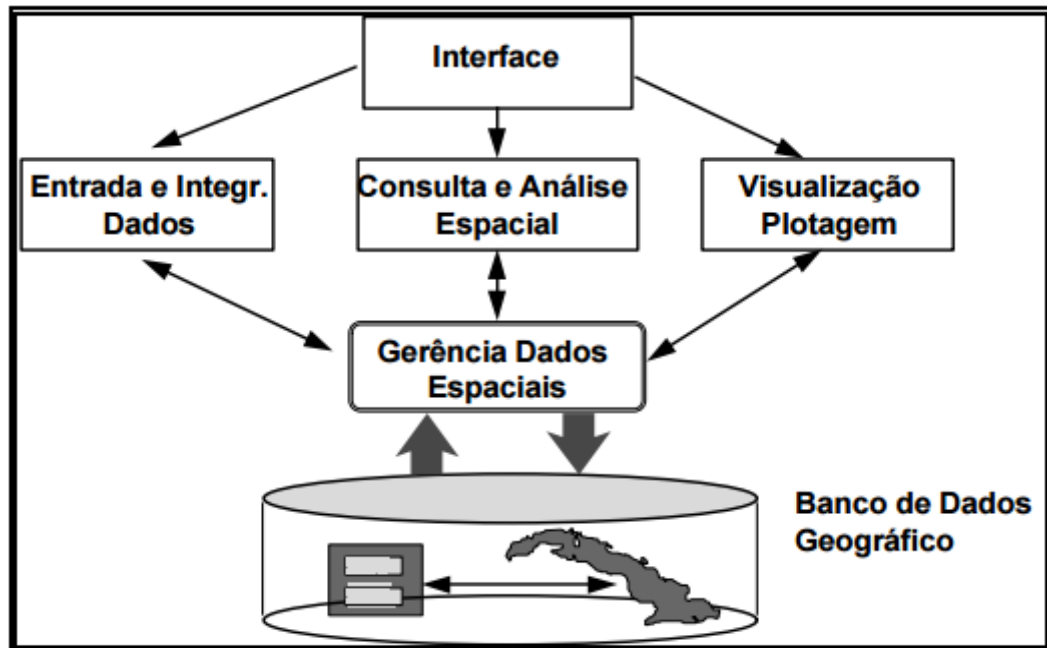 Interface
Entrada e Integr.
Dados
Consulta e Análise
Espacial
Visualização
Plotagem
Gerência Dados
Espaciais
Banco de Dados
Geográfico